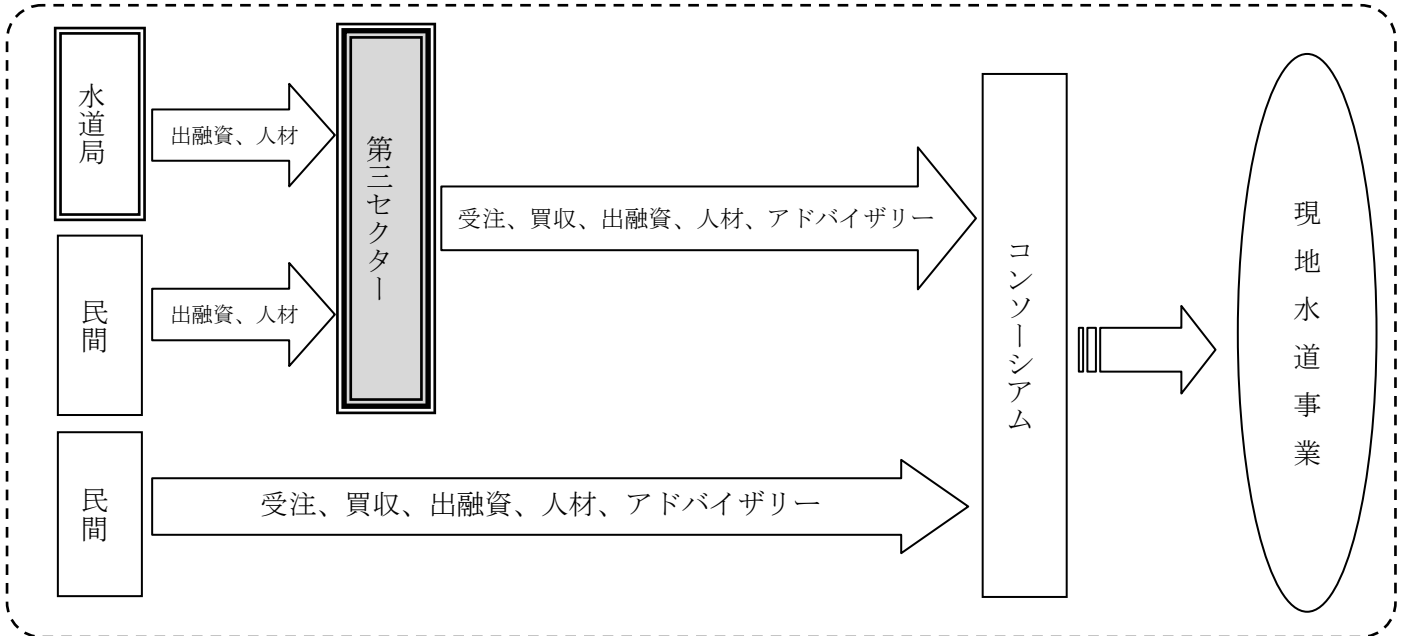 水道局
出融資、人材
第三セクター
受注、買収、出融資、人材、アドバイザリー
民間
出融資、人材
民間
受注、買収、出融資、人材、アドバイザリー
コンソーシアム
現地水道事業